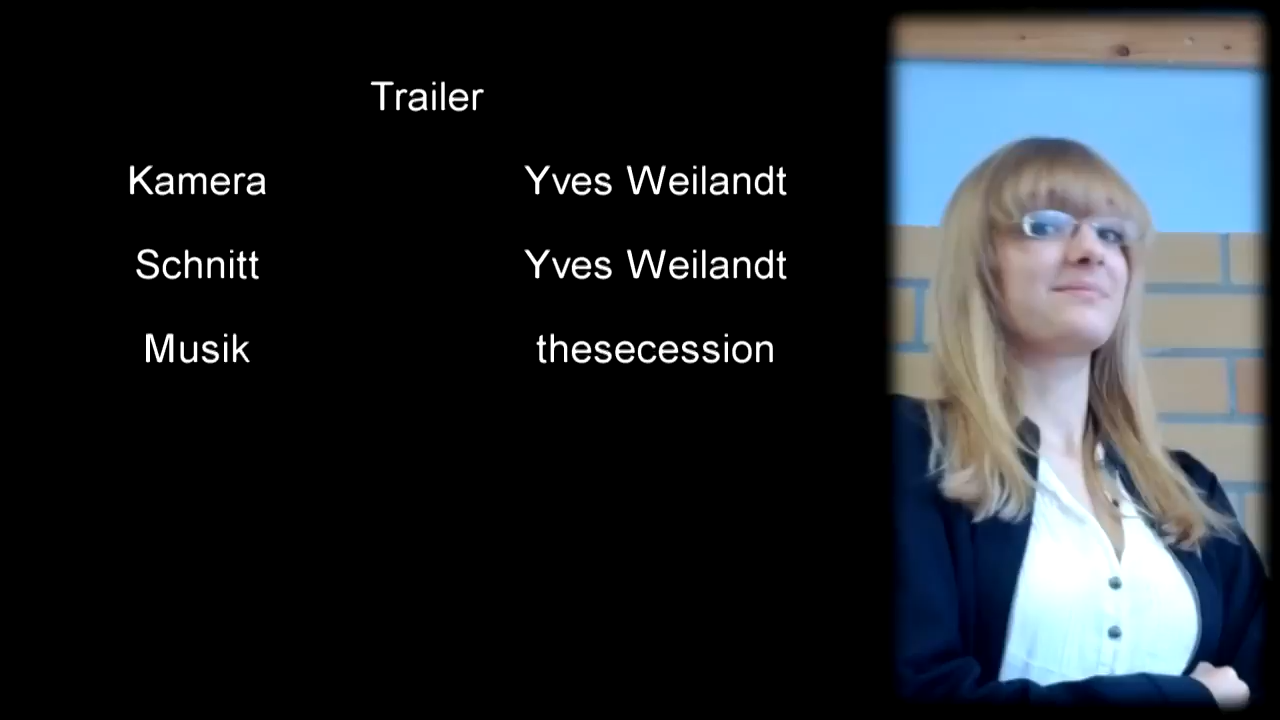 Trailer
Kamera Yves Weilandt
Schnitt Yves Weilandt
Musik thesecession